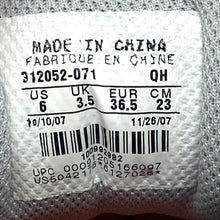 MADE IN CHINA
FABRIQUE EN CHINE
312052-071 QH
US UK EUR CM
6 3.5 36.5 23
10/10/07 11/26/07